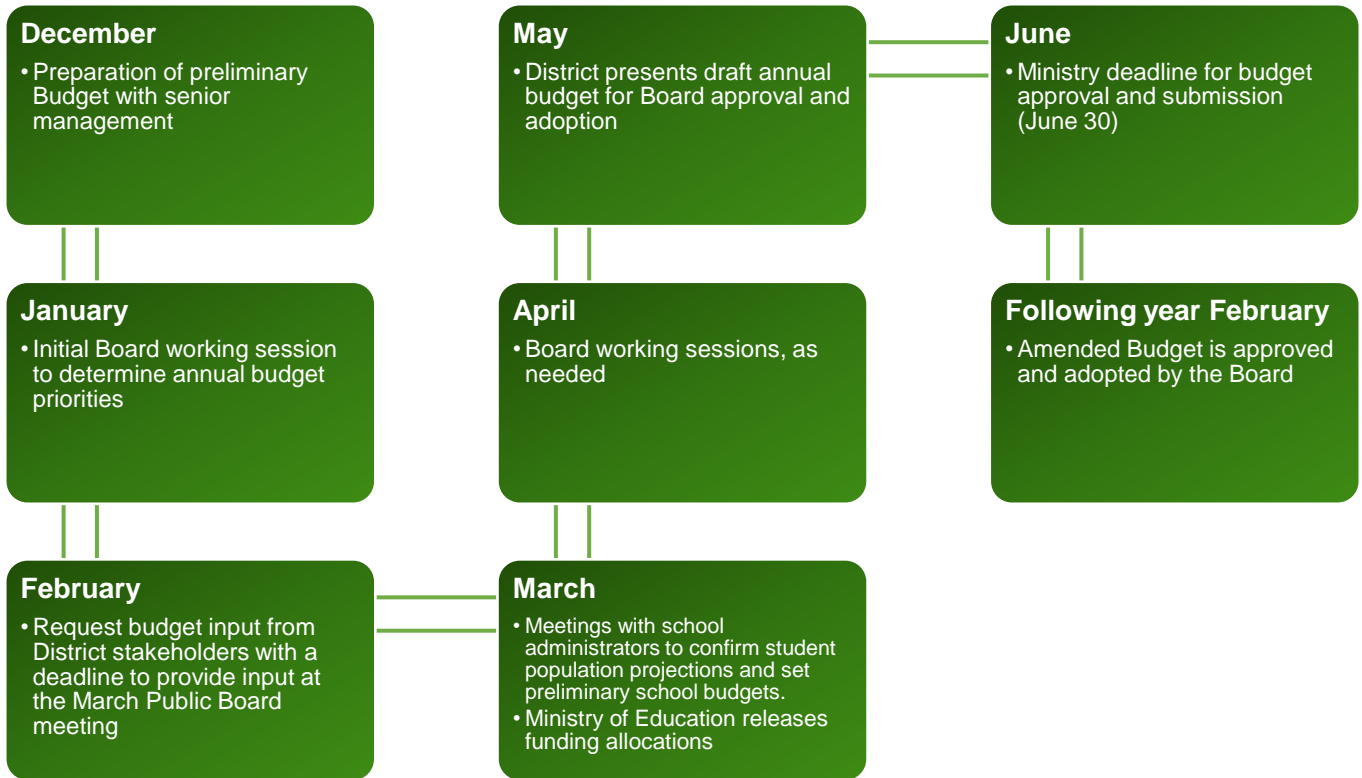 December
• Preparation of preliminary
Budget with senior
management
January
• Initial Board working session
to determine annual budget
priorities
February
• Request budget input from
District stakeholders with a
deadline to provide input at
the March Public Board
meeting
March
• Meetings with school
administrators to confirm student
population projections and set
preliminary school budgets.
• Ministry of Education releases
funding allocations
April
• Board working sessions, as
needed
May
• District presents draft annual
budget for Board approval and
adoption
June
• Ministry deadline for budget
approval and submission
(June 30)
Following year February
• Amended Budget is approved
and adopted by the Board